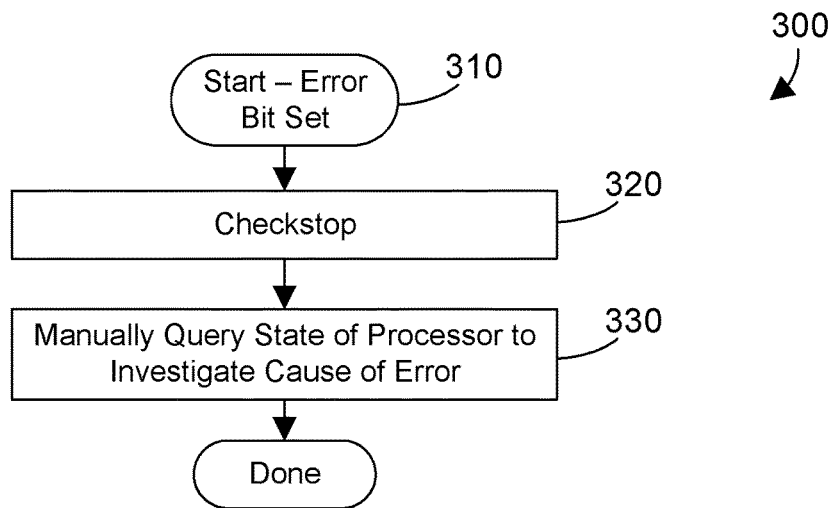 300
Start – Error
Bit Set
310
Checkstop
320
Manually Query State of Processor to
Investigate Cause of Error
330
Done